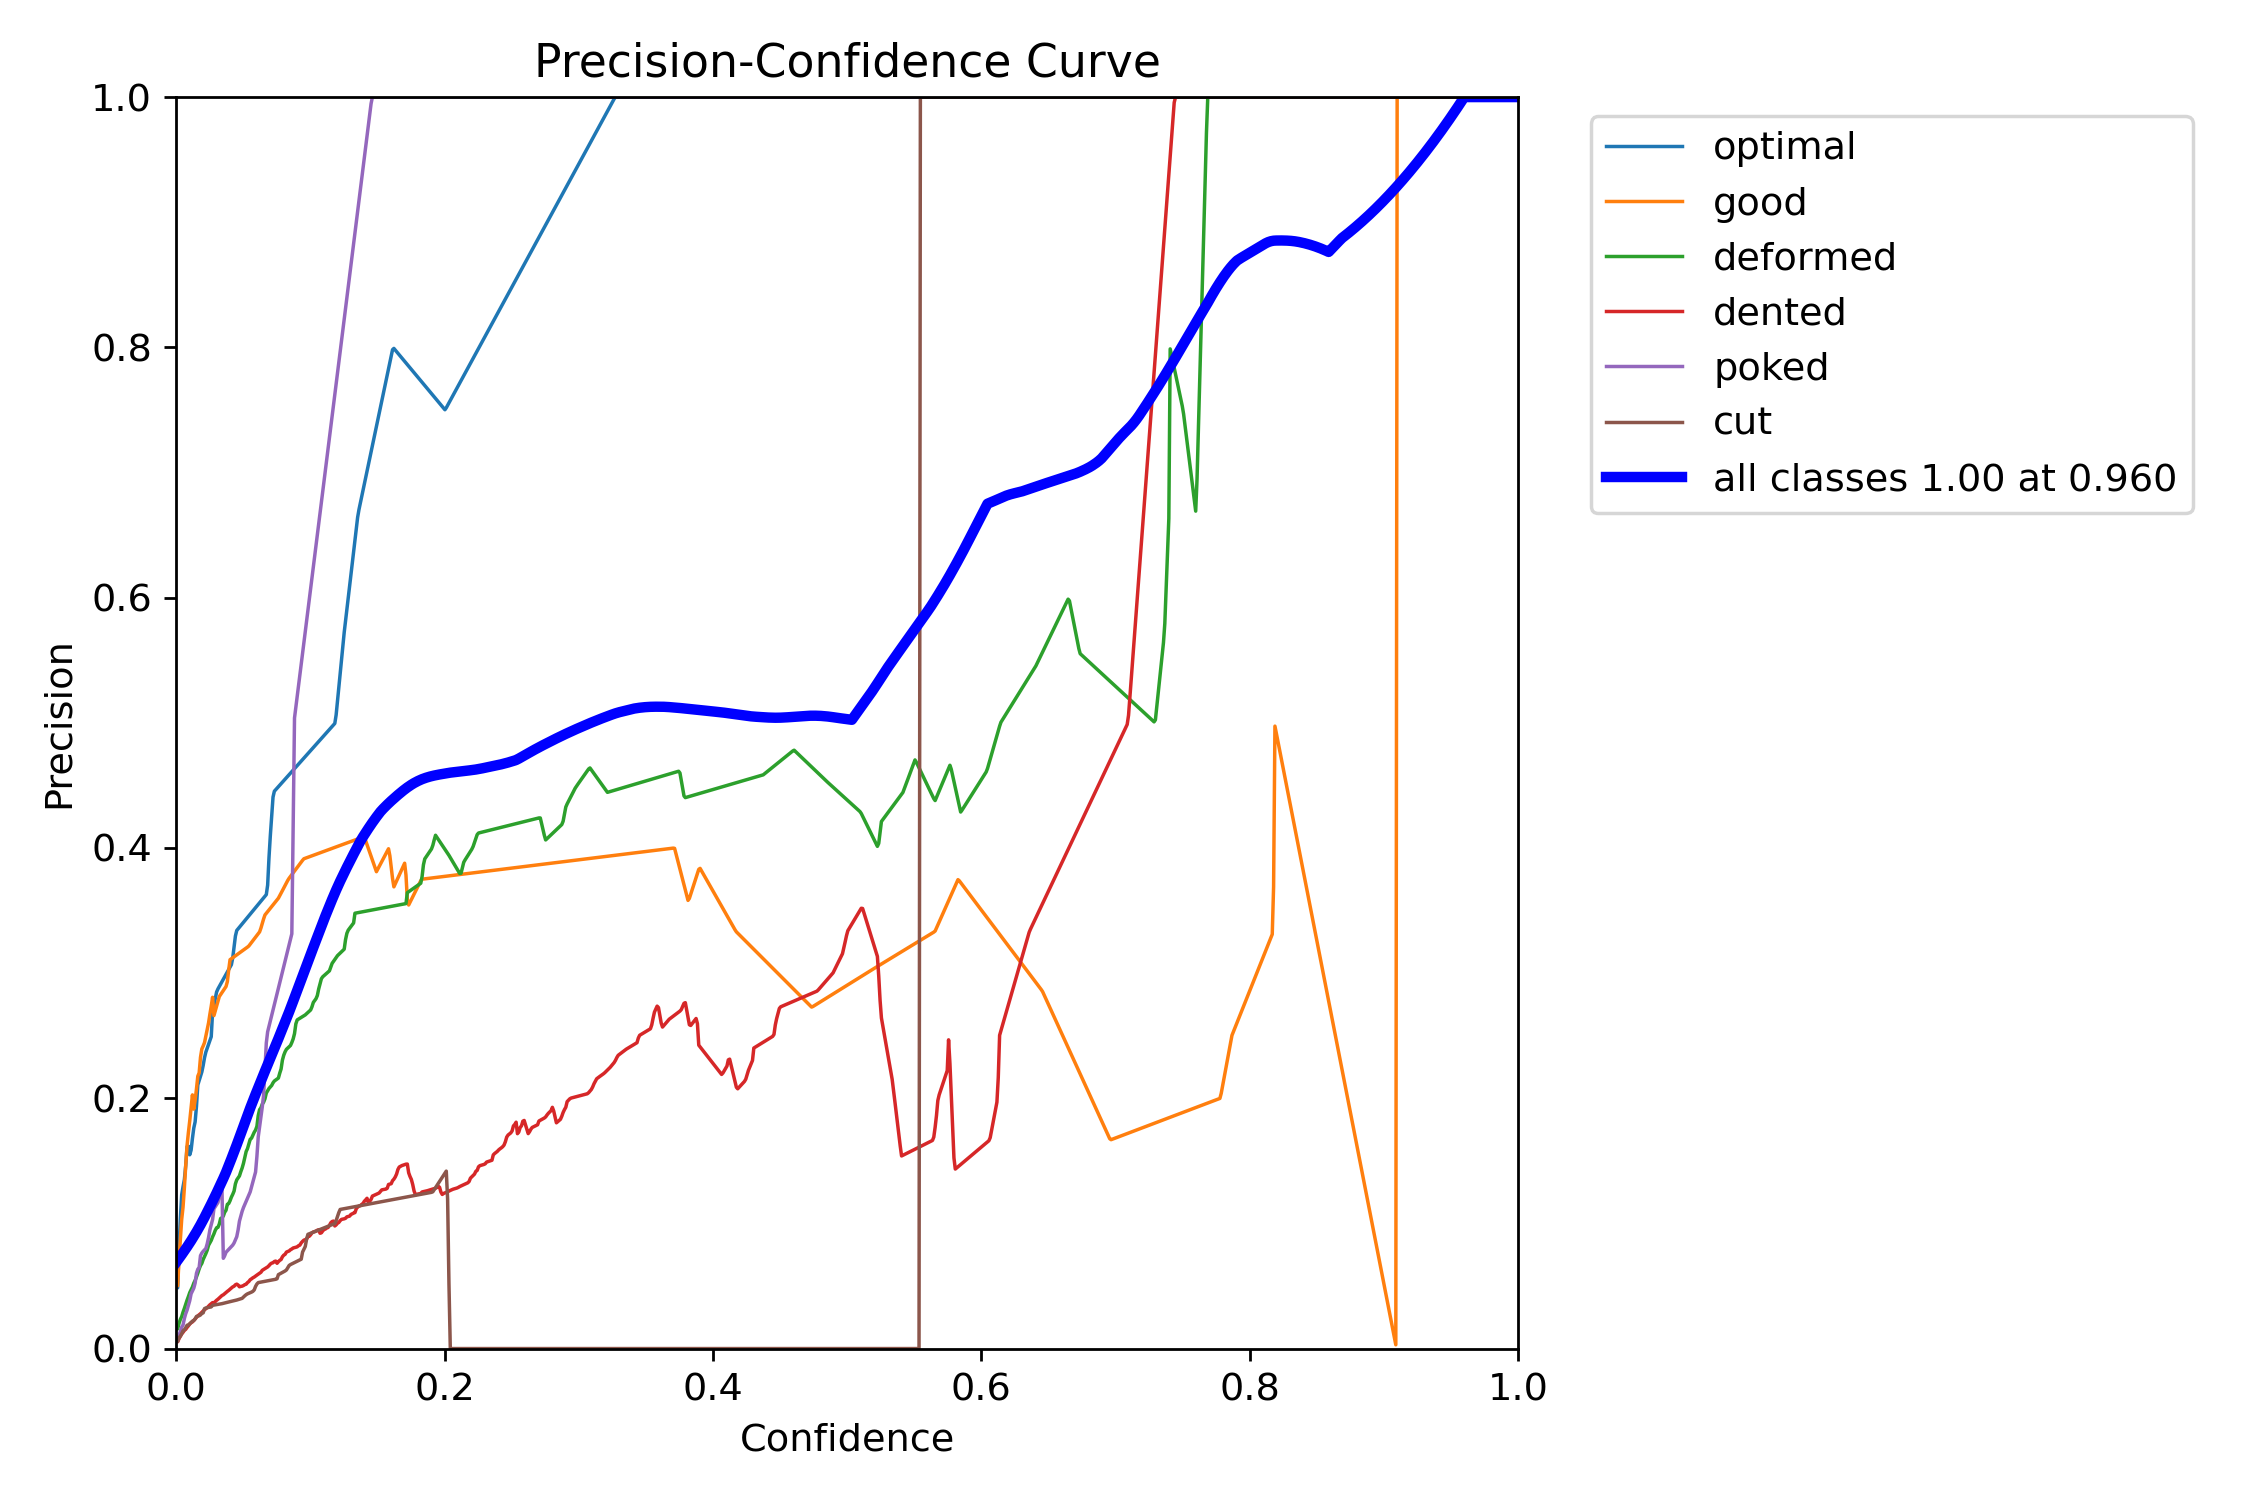 Precision-Confidence Curve
1.0
0.8
0.6
0.4
0.2
0.0
Precision
0.0 0.2 0.4 0.6 0.8 1.0
Confidence
optimal
good
deformed
dented
poked
cut
all classes 1.00 at 0.960